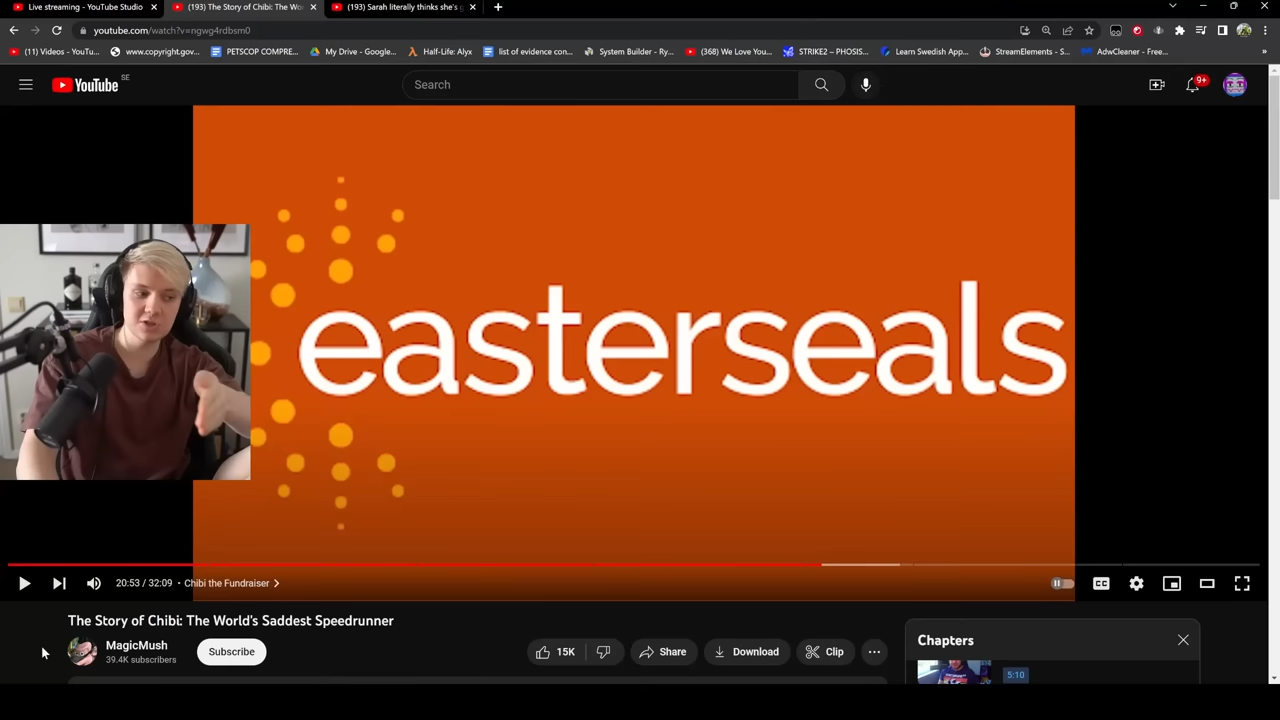 Live streaming - YouTube Studio
(193) The Story of Chibi: The Wor
(193) Sarah literally thinks she's g
youtube.com/watch?v=ngwg4rdbsm0
(11) Videos - YouTu...
www.copyright.gov...
PETSCOP COMPRE...
My Drive - Google...
Half-Life: Alyx
list of evidence con...
System Builder - Ry...
(368) We Love You...
STRIKE2 – PHOSIS...
Learn Swedish App...
StreamElements - S...
AdwCleaner - Free...
YouTube SE
Search
9+
easterseals
20:53 / 32:09 • Chibi the Fundraiser
CC
The Story of Chibi: The World's Saddest Speedrunner
MagicMush
39.4K subscribers
Subscribe
15K
Share
Download
Clip
Chapters
5:10